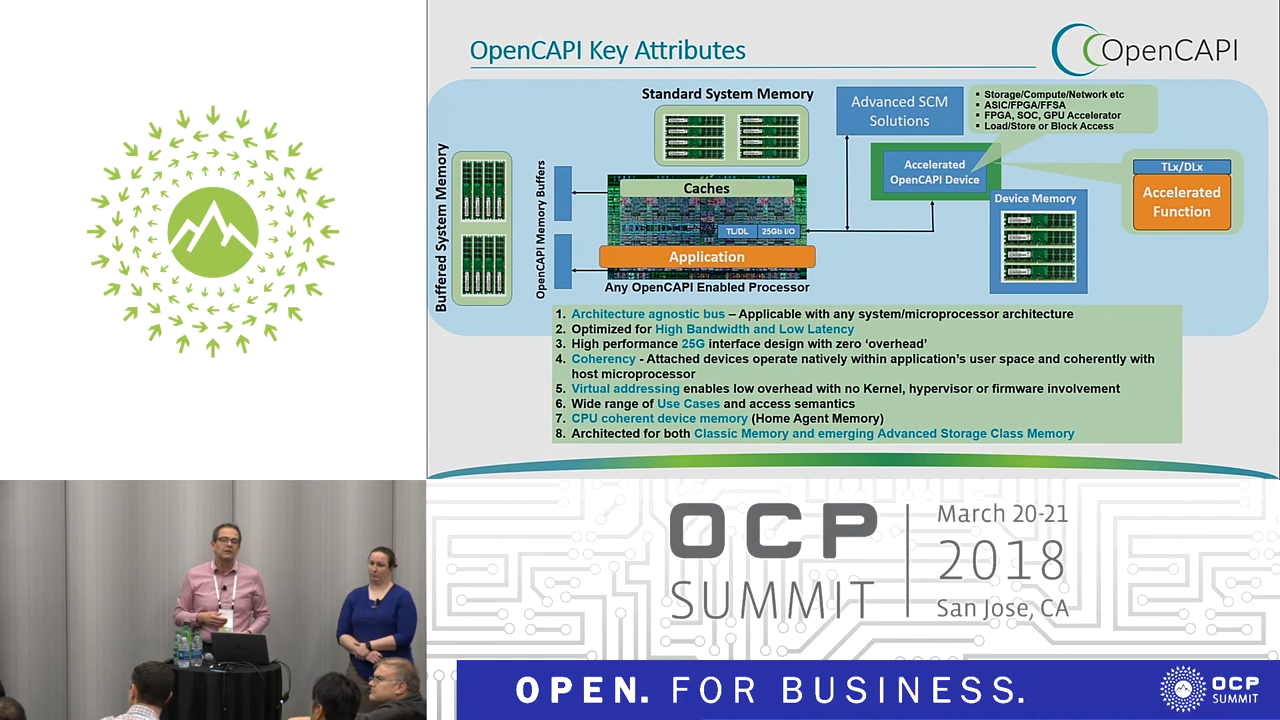 OpenCAPI Key Attributes
OpenCAPI
Standard System Memory
Advanced SCM
Solutions
▪ Storage/Compute/Network etc
▪ ASIC/FPGA/FFSA
▪ FPGA, SOC, GPU Accelerator
▪ Load/Store or Block Access
Buffered System Memory
OpenCAPI Memory Buffers
Caches
TL/DL
25Gb I/O
Application
Any OpenCAPI Enabled Processor
Accelerated
OpenCAPI Device
Device Memory
TLx/DLx
Accelerated
Function
1. Architecture agnostic bus – Applicable with any system/microprocessor architecture
2. Optimized for High Bandwidth and Low Latency
3. High performance 25G interface design with zero ‘overhead’
4. Coherency - Attached devices operate natively within application’s user space and coherently with
host microprocessor
5. Virtual addressing enables low overhead with no Kernel, hypervisor or firmware involvement
6. Wide range of Use Cases and access semantics
7. CPU coherent device memory (Home Agent Memory)
8. Architected for both Classic Memory and emerging Advanced Storage Class Memory
OCP
SUMMIT
March 20-21
2018
San Jose, CA
OPEN. FOR BUSINESS.
OCP
SUMMIT